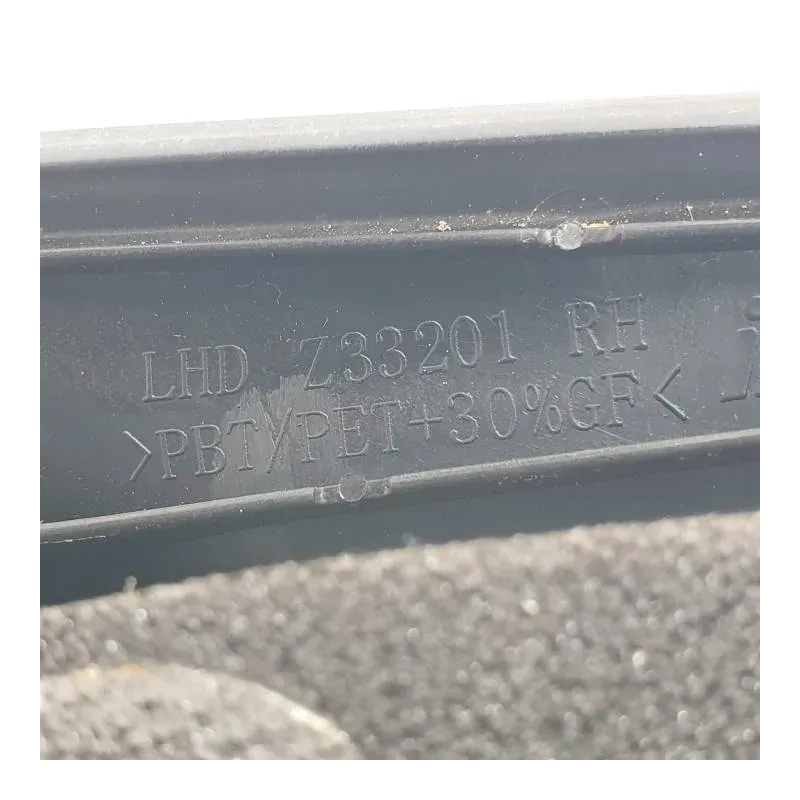 LHD Z33201 RH
>PBT/PET+30%GF<